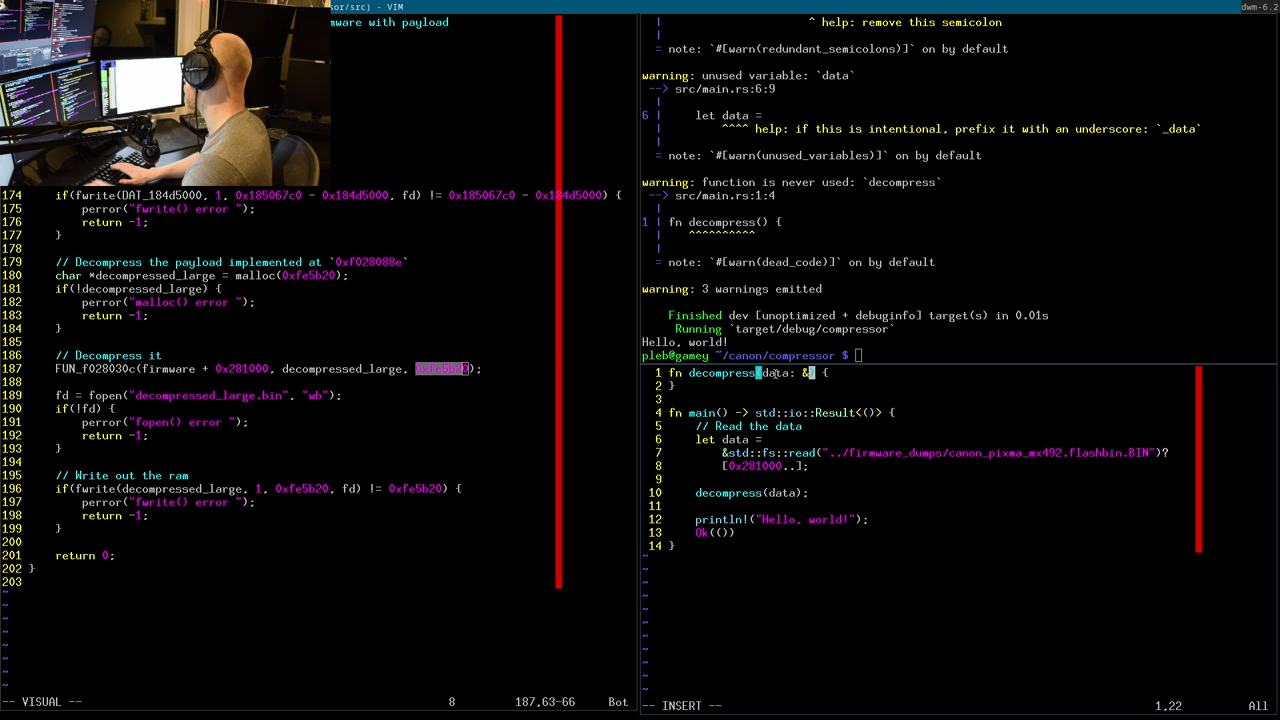 sor/src) - VIM
dwm-6.2
mware with payload
174     if(fwrite(DAT_184d5000, 1, 0x185067c0 - 0x184d5000, fd) != 0x185067c0 - 0x184d5000) {
175         perror("fwrite() error ");
176         return -1;
177     }
178
179     // Decompress the payload implemented at `0xf028088e`
180     char *decompressed_large = malloc(0xfe5b20);
181     if(!decompressed_large) {
182         perror("malloc() error ");
183         return -1;
184     }
185
186     // Decompress it
187     FUN_f028030c(firmware + 0x281000, decompressed_large, 0xfe5b20);
188
189     fd = fopen("decompressed_large.bin", "wb");
190     if(!fd) {
191         perror("fopen() error ");
192         return -1;
193     }
194
195     // Write out the ram
196     if(fwrite(decompressed_large, 1, 0xfe5b20, fd) != 0xfe5b20) {
197         perror("fwrite() error ");
198         return -1;
199     }
200
201     return 0;
202 }
203
~
~
~
~
~
~
~
~
-- VISUAL --                    8         187,63-66     Bot
^ help: remove this semicolon
|
= note: `#[warn(redundant_semicolons)]` on by default
warning: unused variable: `data`
--> src/main.rs:6:9
|
6 |     let data =
|         ^^^^ help: if this is intentional, prefix it with an underscore: `_data`
|
= note: `#[warn(unused_variables)]` on by default
warning: function is never used: `decompress`
--> src/main.rs:1:4
|
1 | fn decompress() {
|    ^^^^^^^^^^
|
= note: `#[warn(dead_code)]` on by default
warning: 3 warnings emitted
Finished dev [unoptimized + debuginfo] target(s) in 0.01s
Running `target/debug/compressor`
Hello, world!
pleb@gamey ~/canon/compressor $
1 fn decompress(data: &) {
2 }
3
4 fn main() -> std::io::Result<()> {
5     // Read the data
6     let data =
7         &std::fs::read("../firmware_dumps/canon_pixma_mx492.flashbin.BIN")?
8         [0x281000..];
9
10     decompress(data);
11
12     println!("Hello, world!");
13     Ok(())
14 }
~
~
~
~
~
~
~
~
~
~
~
-- INSERT --                    1,22          All